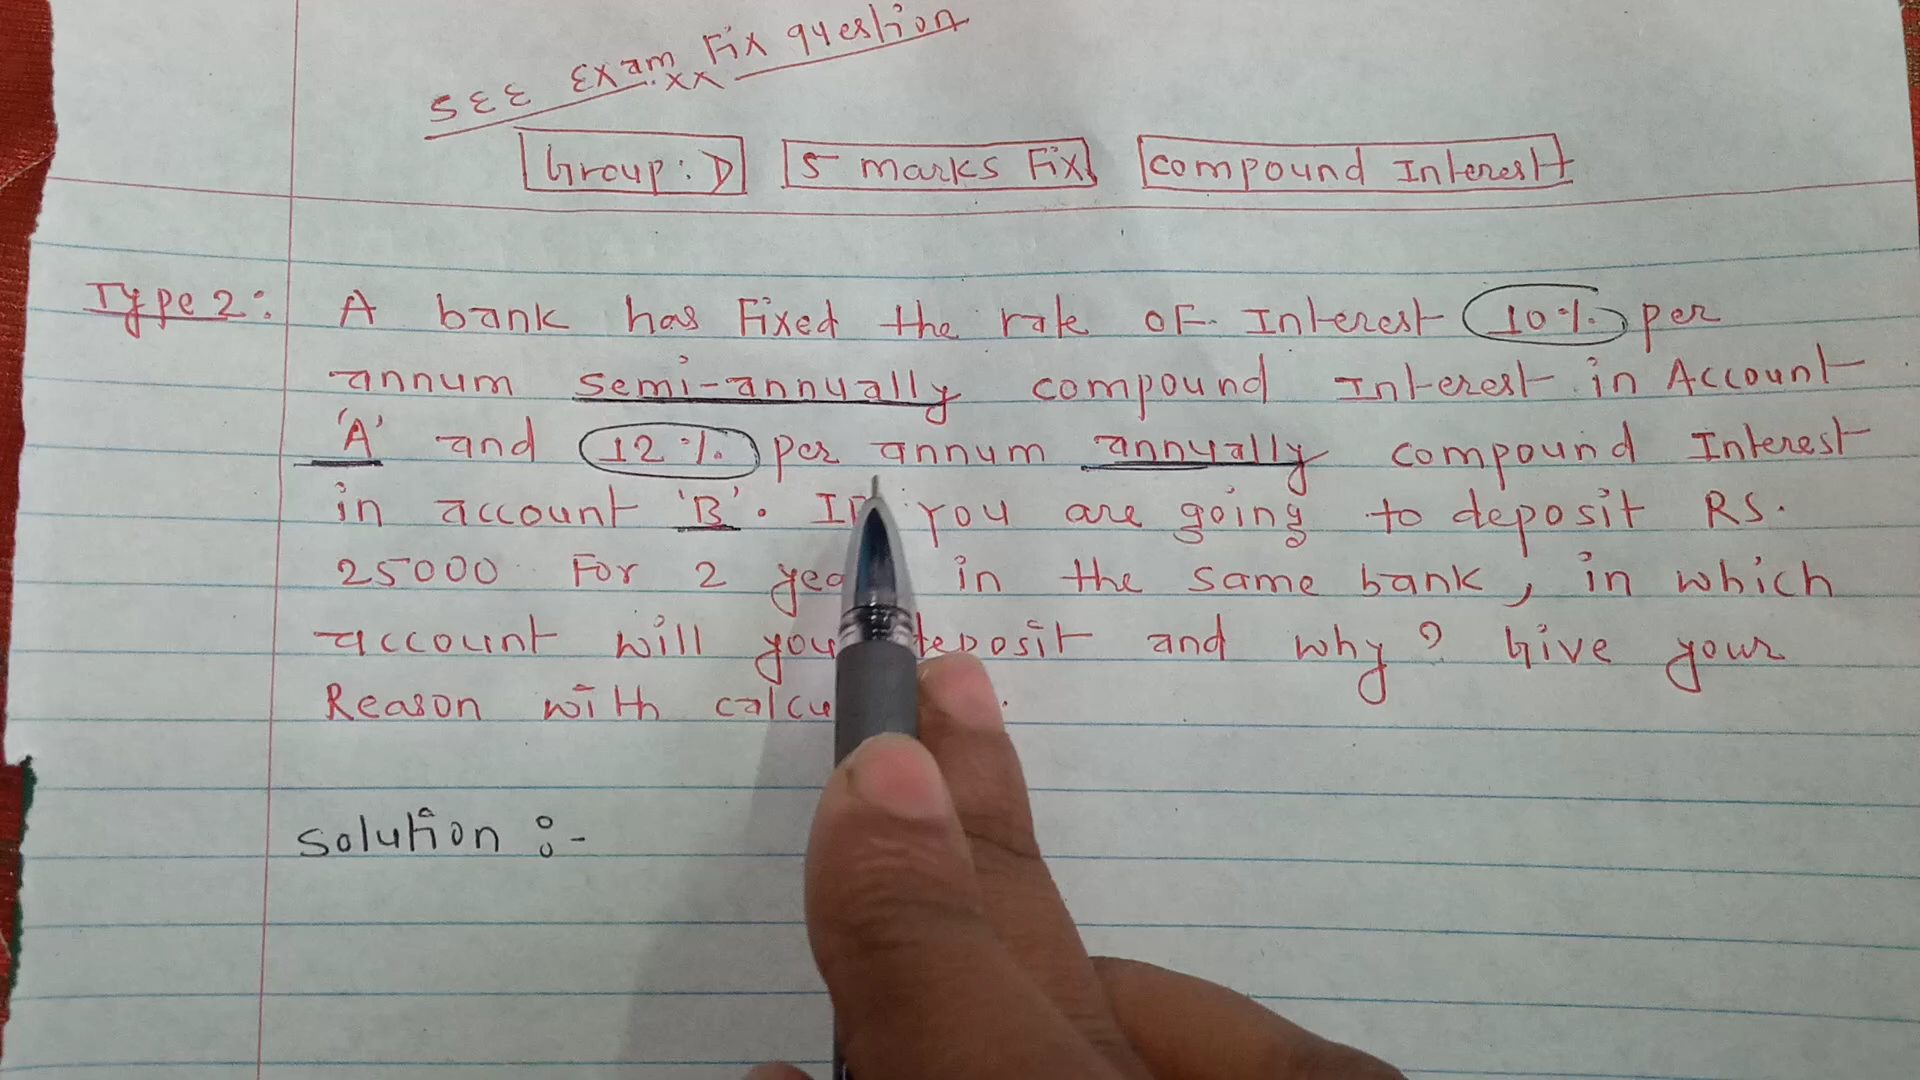 SEE Exam Fix question
xx
Group: D 5 marks Fix compound Interest
Type 2: A bank has Fixed the rate of Interest 10% per
annum semi-annually compound Interest in Account
'A' and 12% per annum annually compound Interest
in account 'B'. you are going to deposit RS.
25000 For 2 in the same bank, in which
account will deposit and why? Give your
Reason with
Solution :-